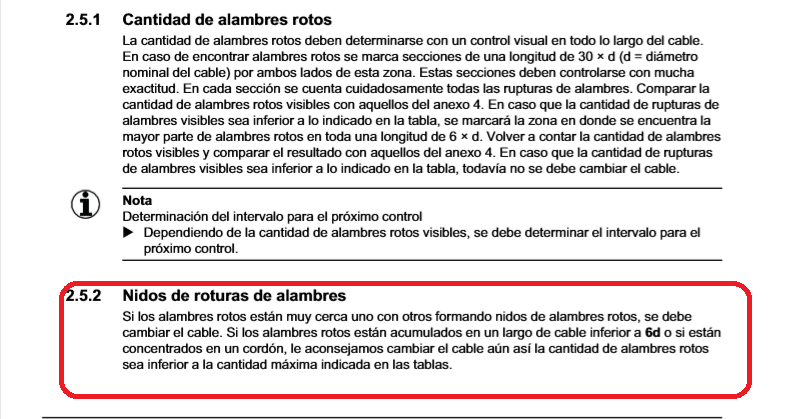 2.5.1 Cantidad de alambres rotos
La cantidad de alambres rotos deben determinarse con un control visual en todo lo largo del cable.
En caso de encontrar alambres rotos se marca secciones de una longitud de 30 × d (d = diámetro
nominal del cable) por ambos lados de esta zona. Estas secciones deben controlarse con mucha
exactitud. En cada sección se cuenta cuidadosamente todas las rupturas de alambres. Comparar la
cantidad de alambres rotos visibles con aquellos del anexo 4. En caso que la cantidad de rupturas de
alambres visibles sea inferior a lo indicado en la tabla, se marcará la zona en donde se encuentra la
mayor parte de alambres rotos en toda una longitud de 6 × d. Volver a contar la cantidad de alambres
rotos visibles y comparar el resultado con aquellos del anexo 4. En caso que la cantidad de rupturas
de alambres visibles sea inferior a lo indicado en la tabla, todavía no se debe cambiar el cable.
Nota
Determinación del intervalo para el próximo control
▶ Dependiendo de la cantidad de alambres rotos visibles, se debe determinar el intervalo para el
próximo control.
2.5.2 Nidos de roturas de alambres
Si los alambres rotos están muy cerca uno con otros formando nidos de alambres rotos, se debe
cambiar el cable. Si los alambres rotos están acumulados en un largo de cable inferior a 6d o si están
concentrados en un cordón, le aconsejamos cambiar el cable aún así la cantidad de alambres rotos
sea inferior a la cantidad máxima indicada en las tablas.